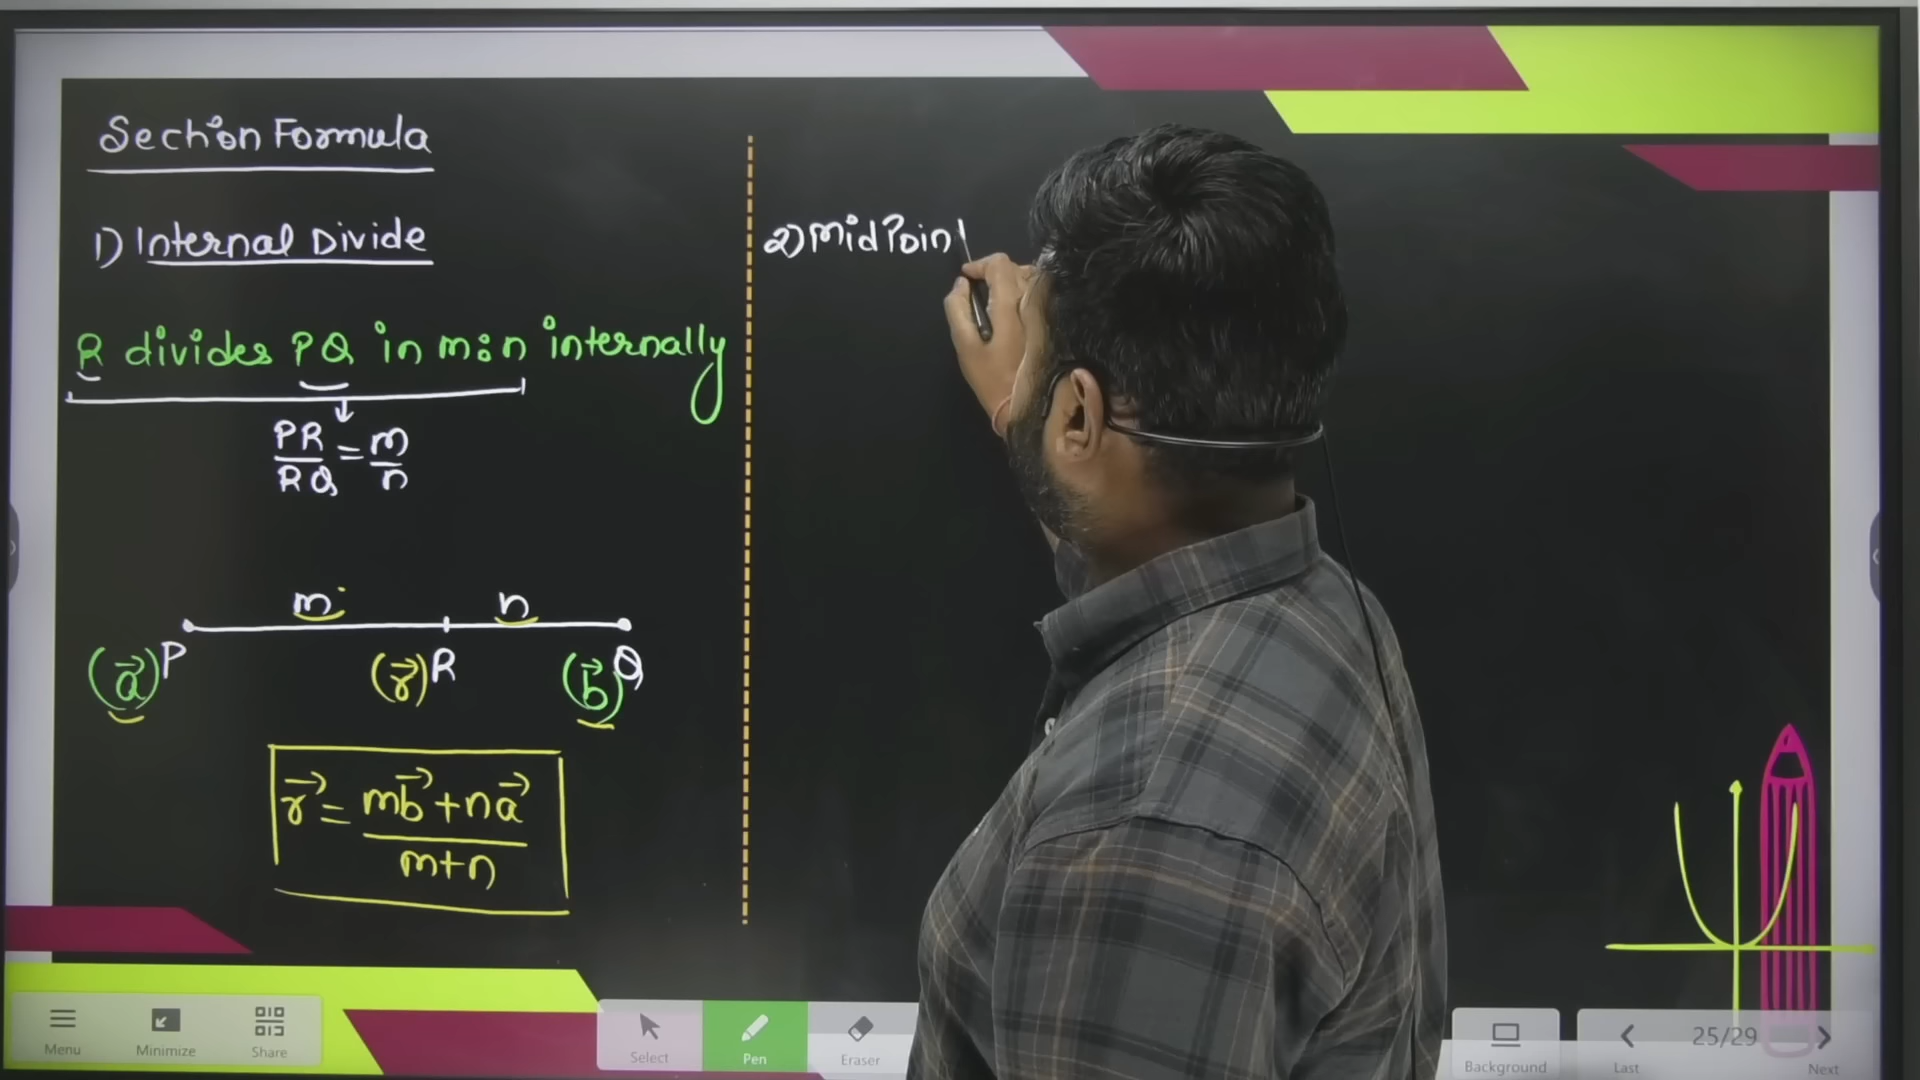 Section Formula
1) Internal Divide
R divides PQ in m:n internally
PR/RQ = m/n
m n
(a⃗) P (r⃗) R (b⃗) Q
r⃗ = mb⃗ + na⃗ / m+n
2) MidPoint
Menu
Minimize
Share
Select
Pen
Eraser
Background
Last
25/29
Next